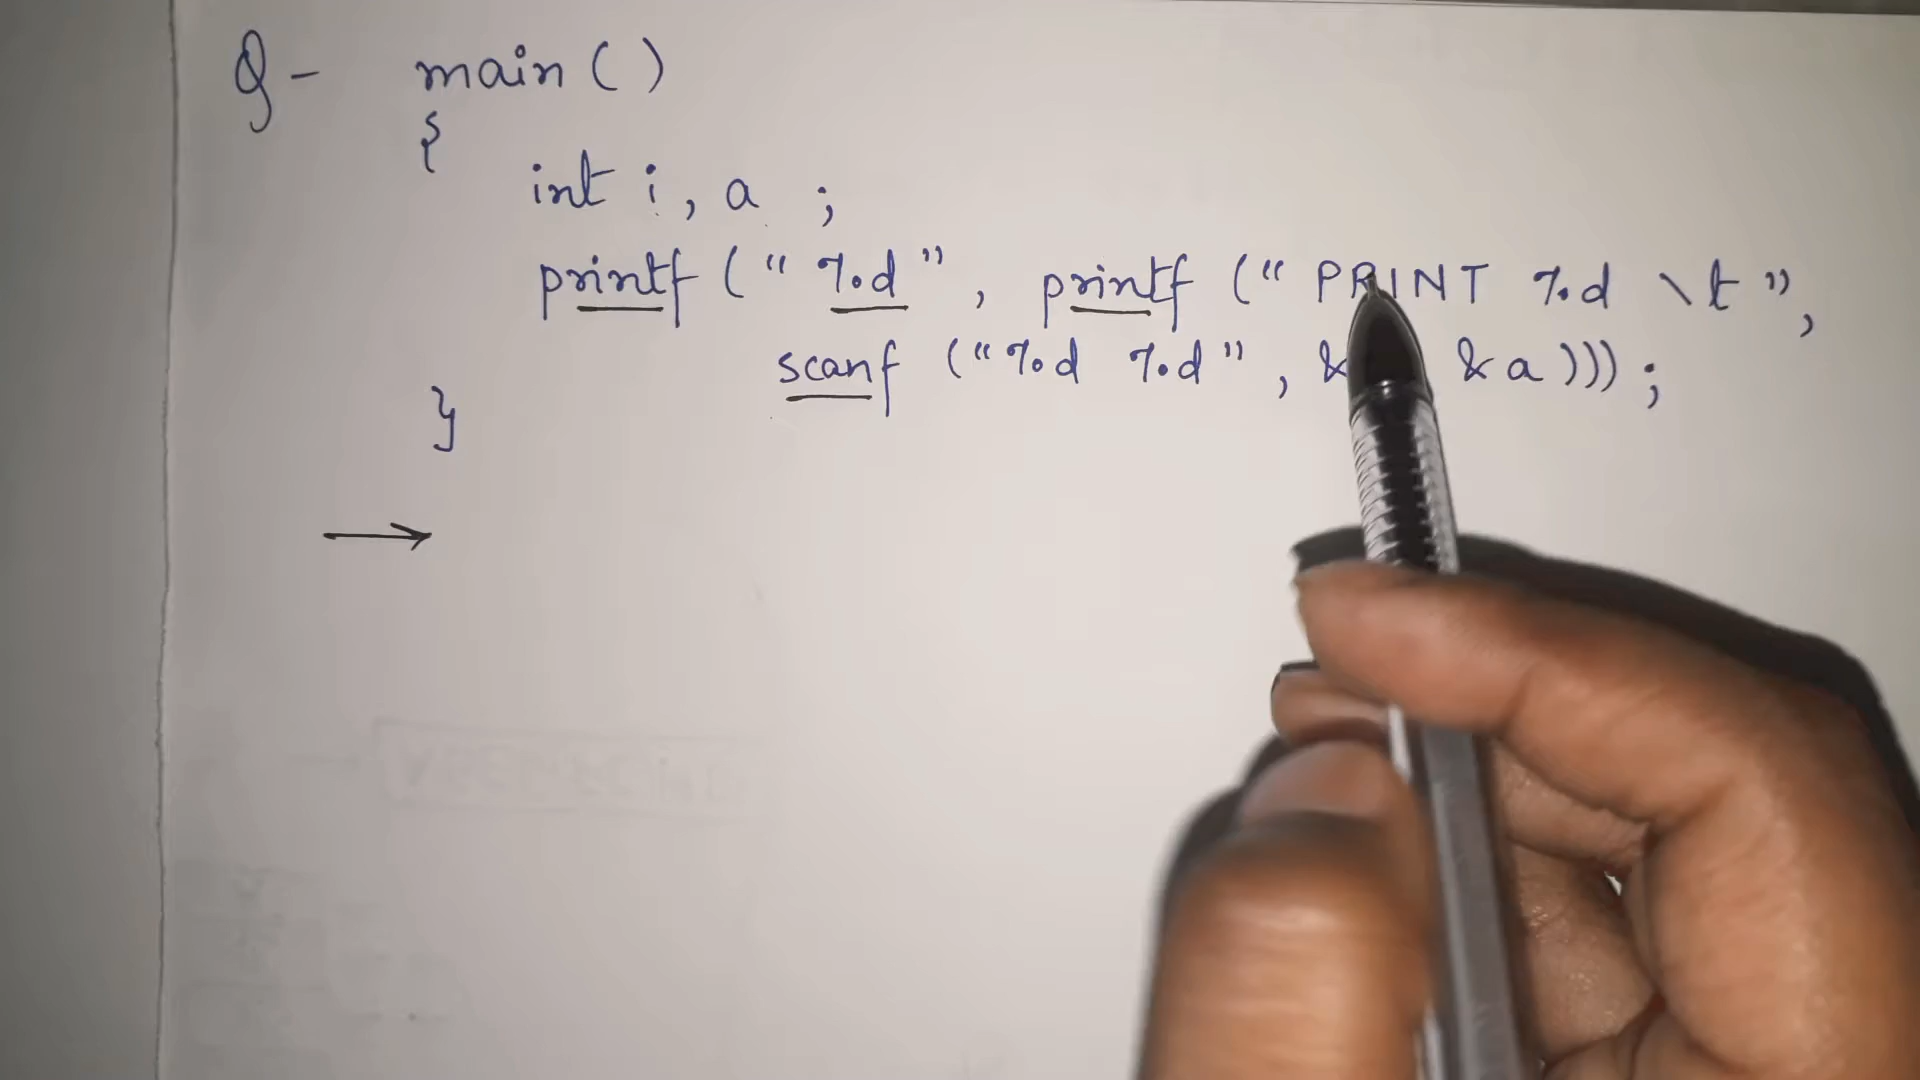 Q - main ( )
{
int i , a ;
printf ( " %d " , printf ( " PRINT %d \t " ,
scanf ( " %d %d " , & &a ) ) ) ;
}
→